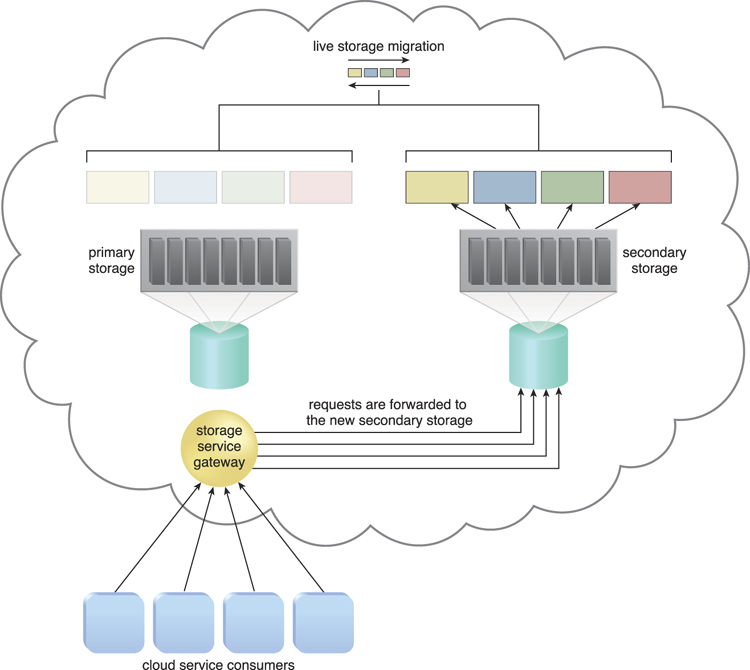 live storage migration
primary
storage
secondary
storage
requests are forwarded to
the new secondary storage
storage
service
gateway
cloud service consumers